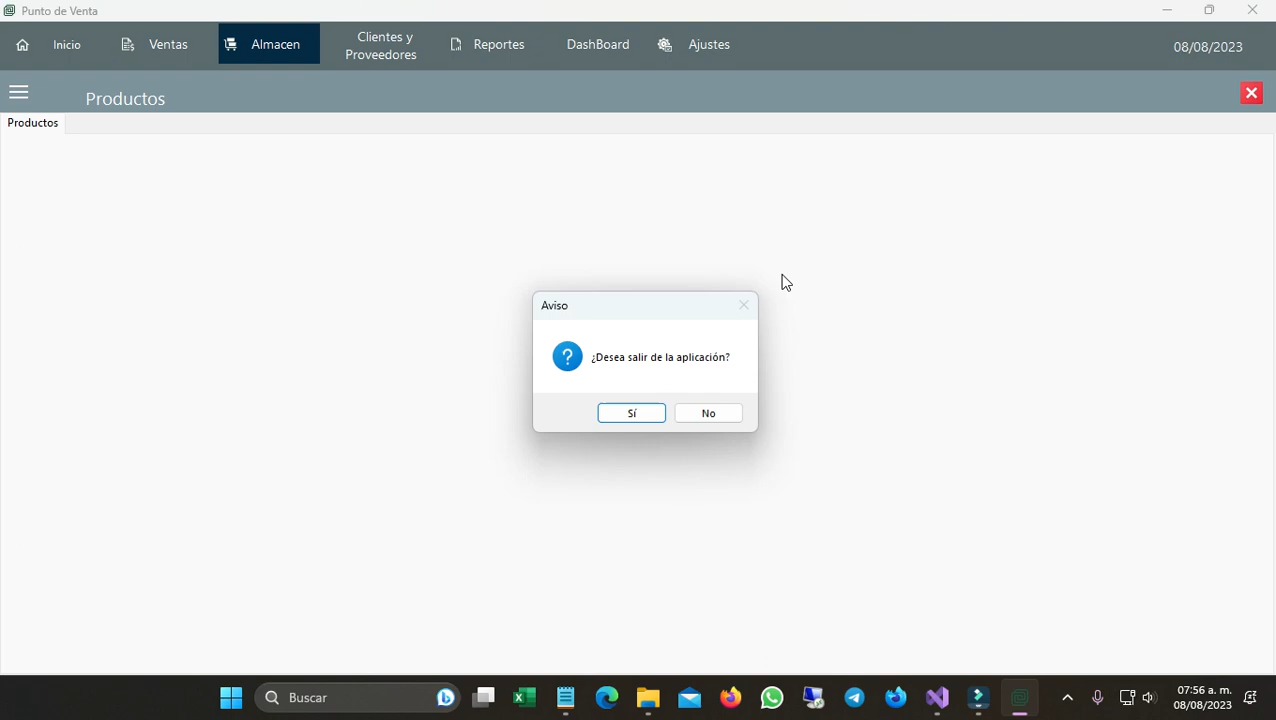 Punto de Venta
Inicio
Ventas
Almacen
Clientes y
Proveedores
Reportes
DashBoard
Ajustes
08/08/2023
Productos
Productos
Aviso
¿Desea salir de la aplicación?
Sí
No
Buscar
07:56 a. m.
08/08/2023